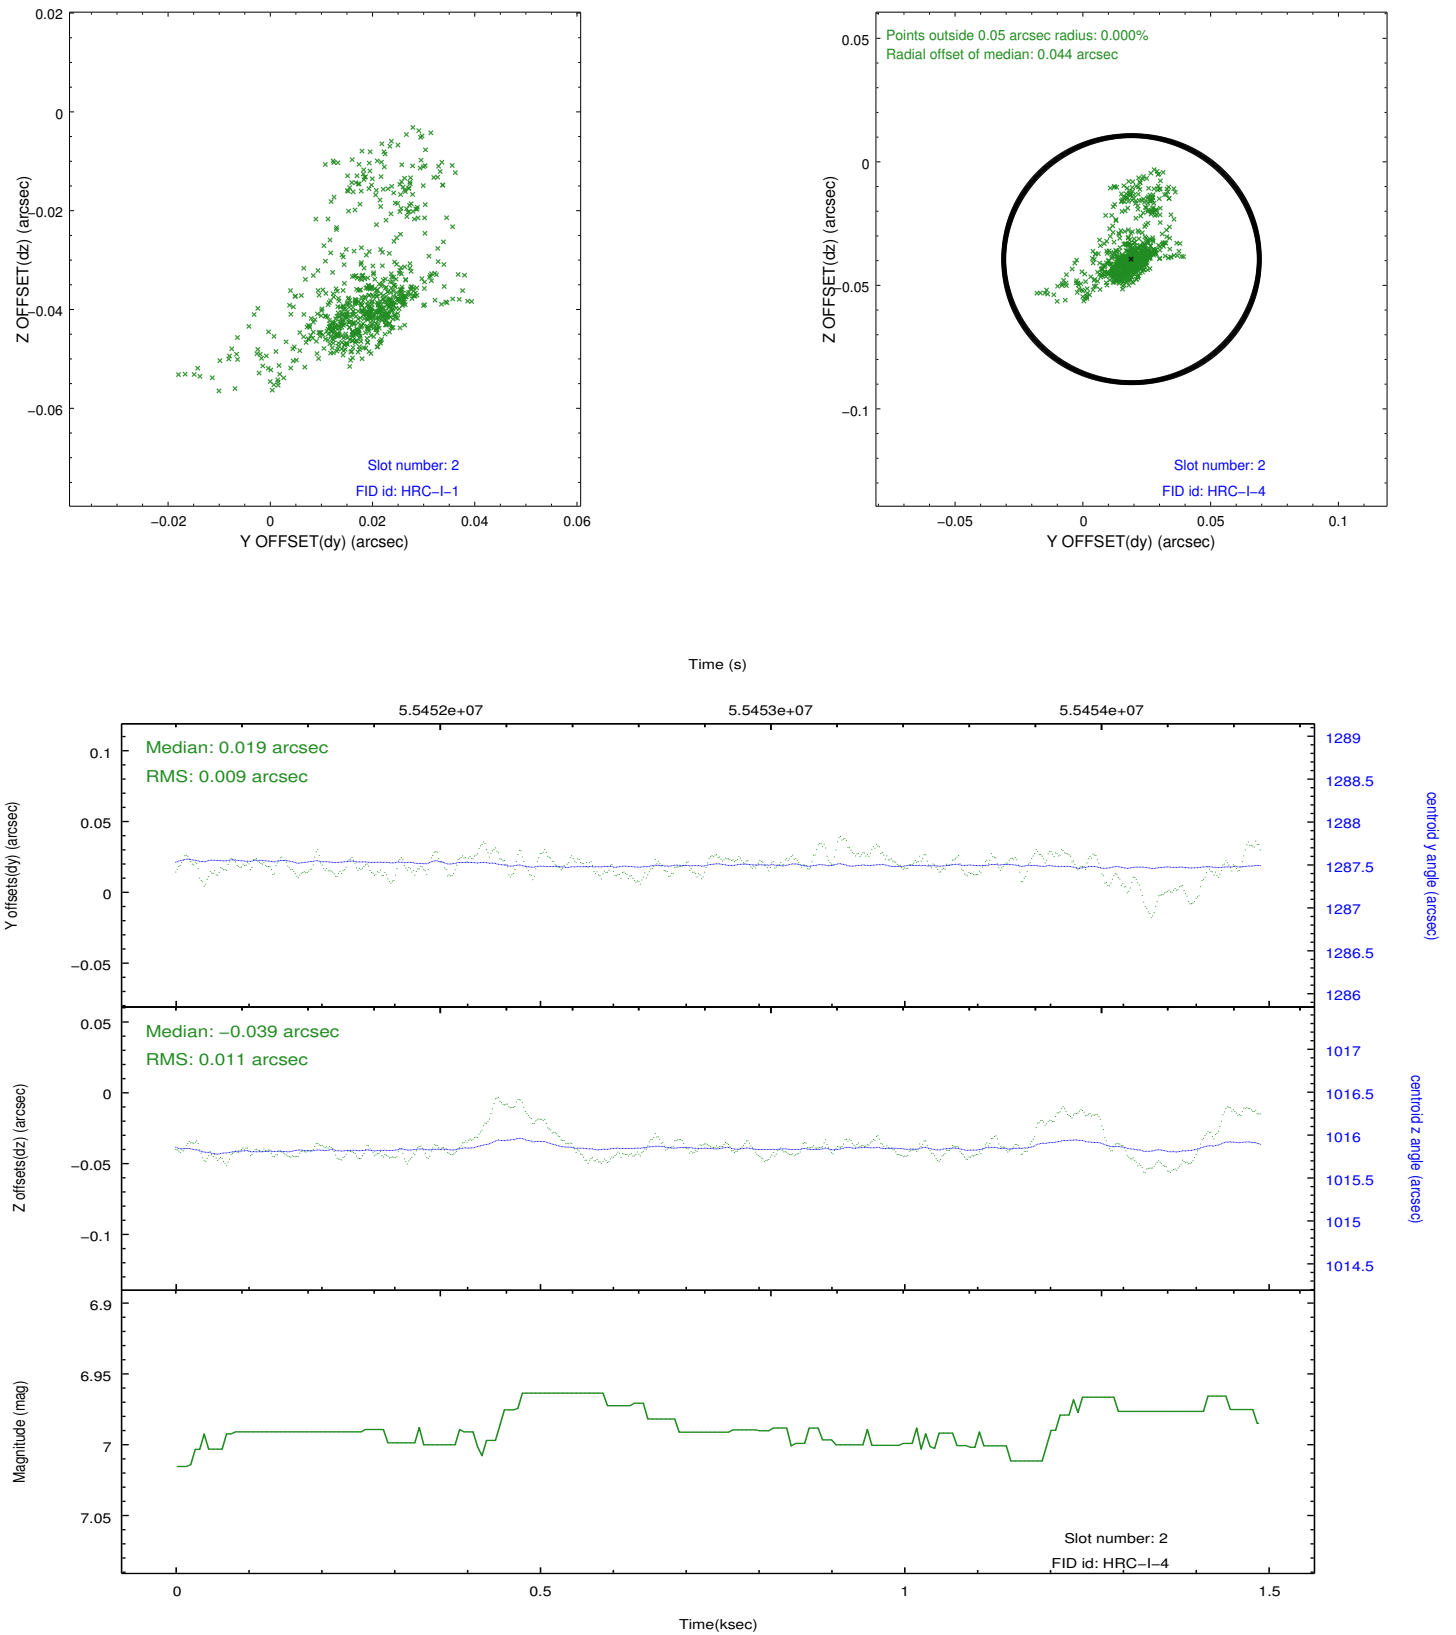 0.02
0
−0.02
−0.04
−0.06
Z OFFSET(dz) (arcsec)
Slot number: 2
FID id: HRC−I−1
−0.02
0
0.02
0.04
0.06
Y OFFSET(dy) (arcsec)
Points outside 0.05 arcsec radius: 0.000%
Radial offset of median: 0.044 arcsec
0.05
0
−0.05
−0.1
Z OFFSET(dz) (arcsec)
Slot number: 2
FID id: HRC−I−4
−0.05
0
0.05
0.1
Y OFFSET(dy) (arcsec)
Time (s)
5.5452e+07
5.5453e+07
5.5454e+07
Median: 0.019 arcsec
RMS: 0.009 arcsec
0.1
0.05
0
−0.05
Y offsets(dy) (arcsec)
1289
1288.5
1288
1287.5
1287
1286.5
1286
centroid y angle (arcsec)
Median: −0.039 arcsec
RMS: 0.011 arcsec
0.05
0
−0.05
−0.1
Z offsets(dz) (arcsec)
1017
1016.5
1016
1015.5
1015
1014.5
centroid z angle (arcsec)
6.9
6.95
7
7.05
Magnitude (mag)
Slot number: 2
FID id: HRC−I−4
0
0.5
1
1.5
Time(ksec)